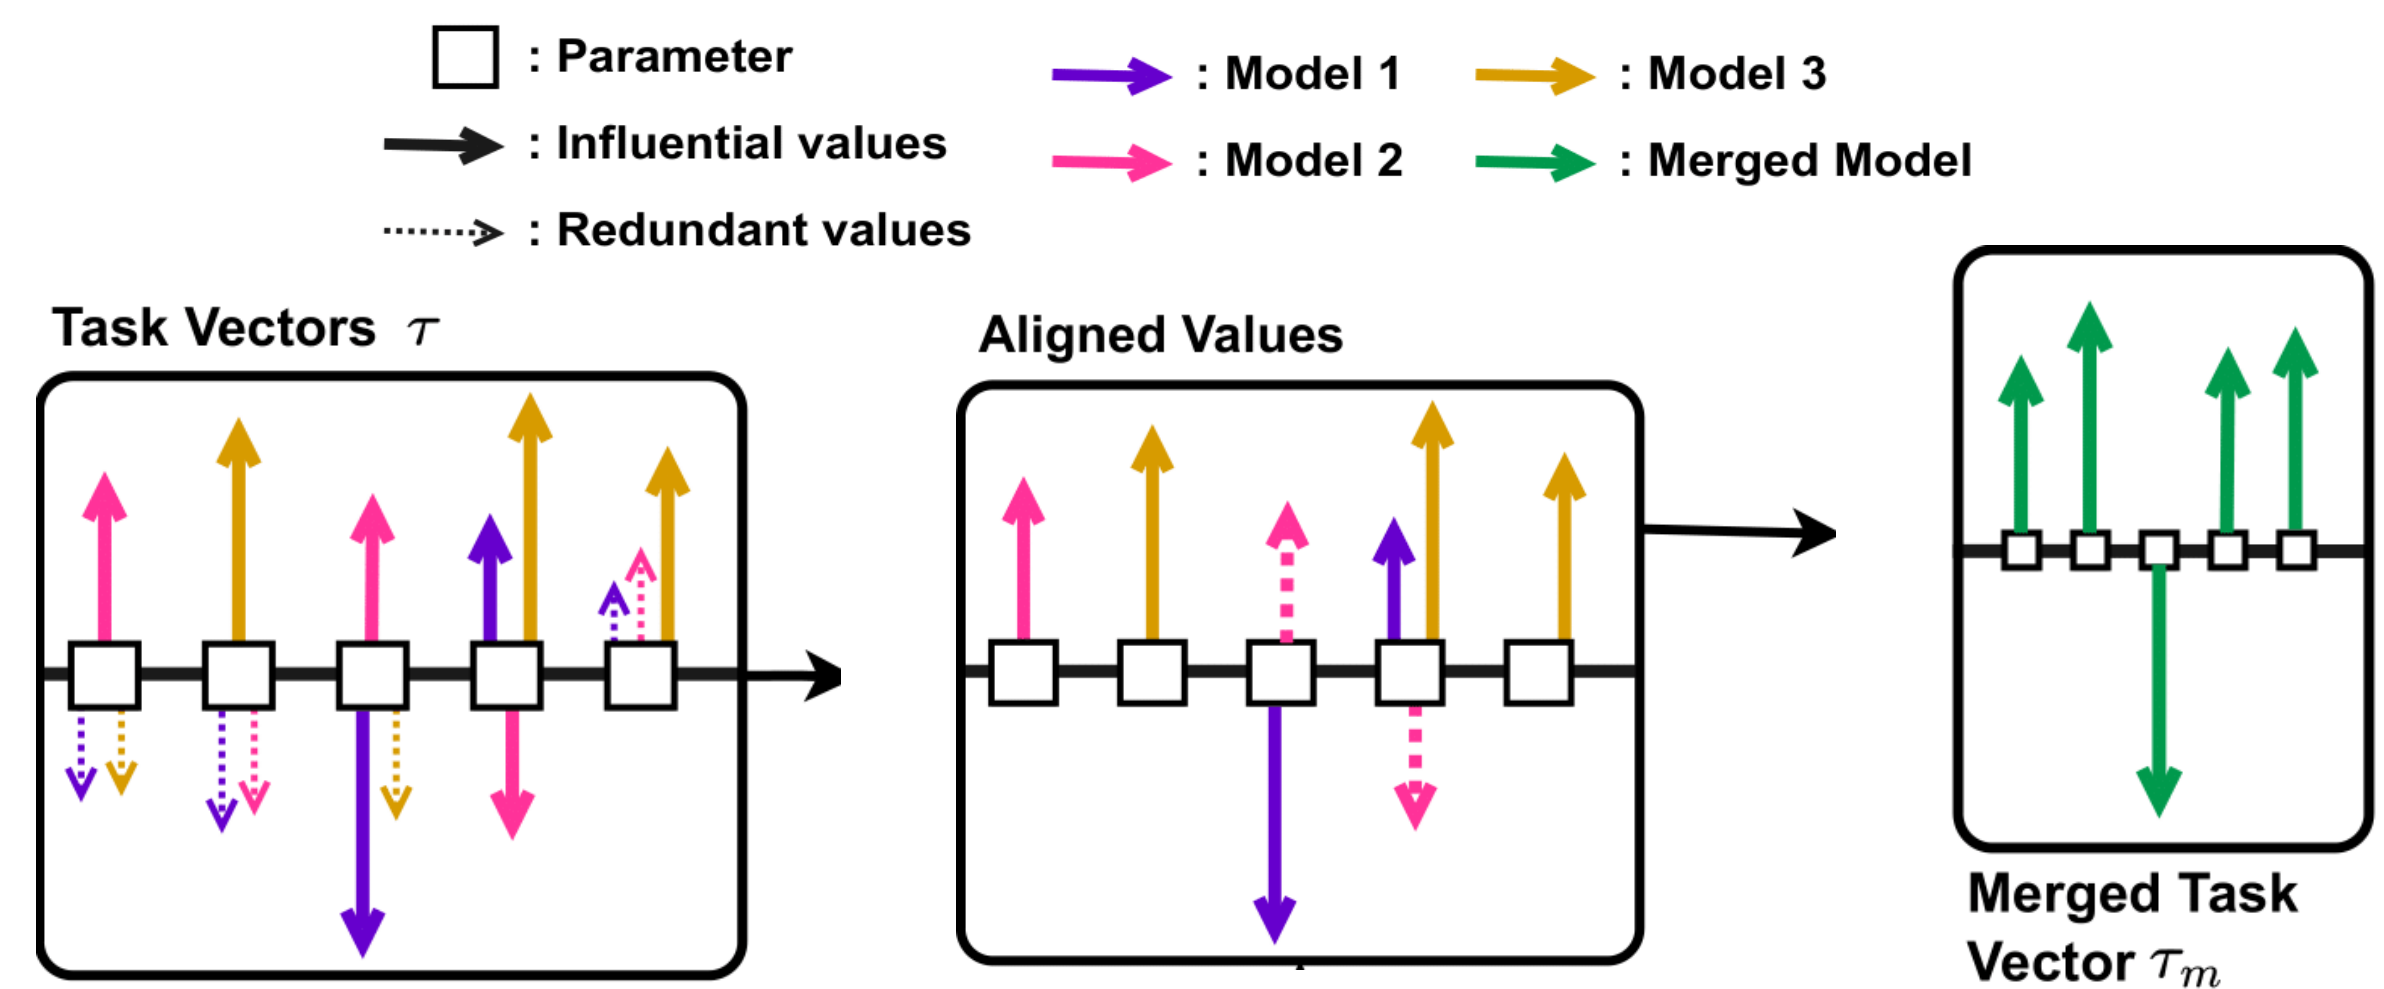 : Parameter
: Influential values
: Redundant values
: Model 1
: Model 2
: Model 3
: Merged Model
Task Vectors τ
Aligned Values
Merged Task
Vector τm